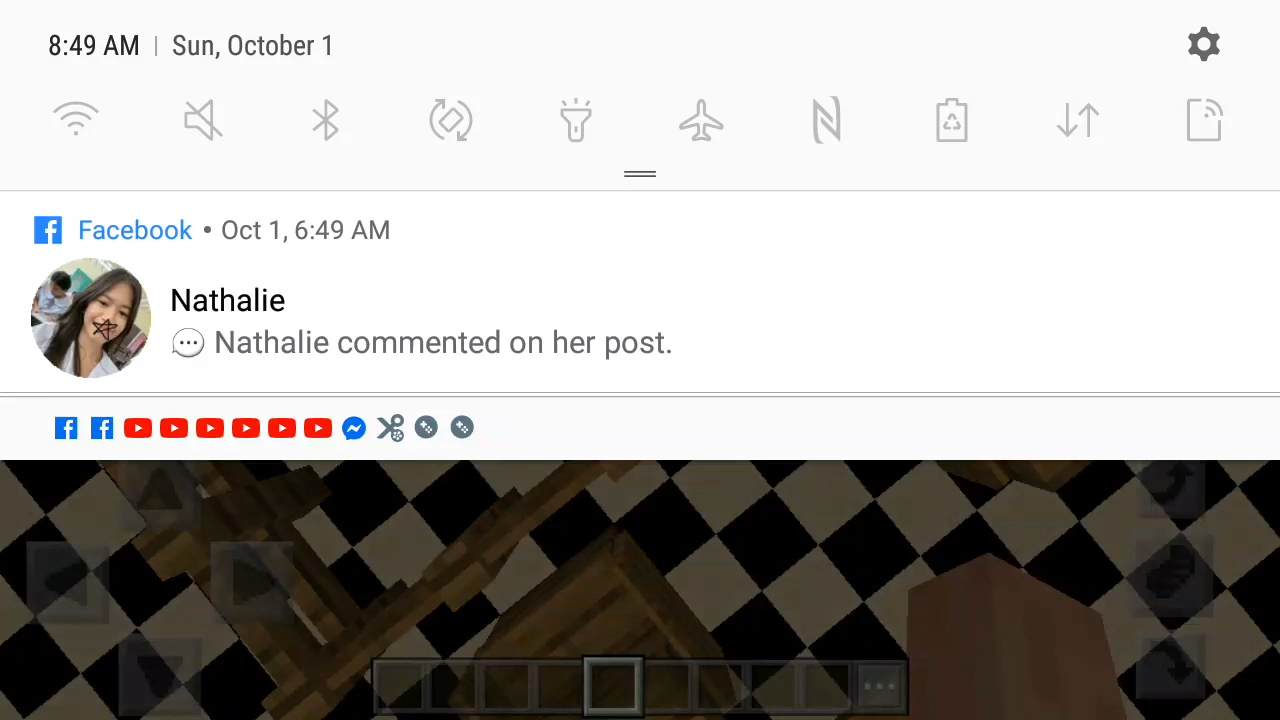 8:49 AM | Sun, October 1
Facebook • Oct 1, 6:49 AM
Nathalie
Nathalie commented on her post.